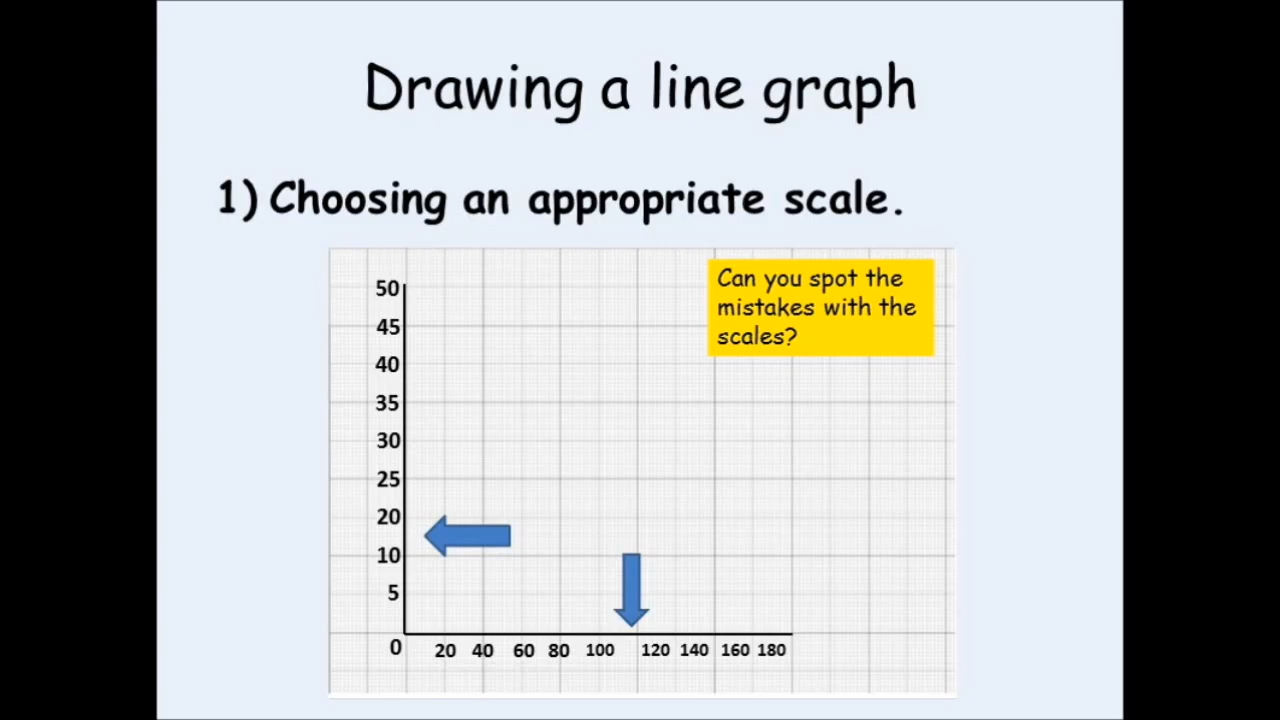 Drawing a line graph
1) Choosing an appropriate scale.
Can you spot the
mistakes with the
scales?
50
45
40
35
30
25
20
10
5
0 20 40 60 80 100 120 140 160 180